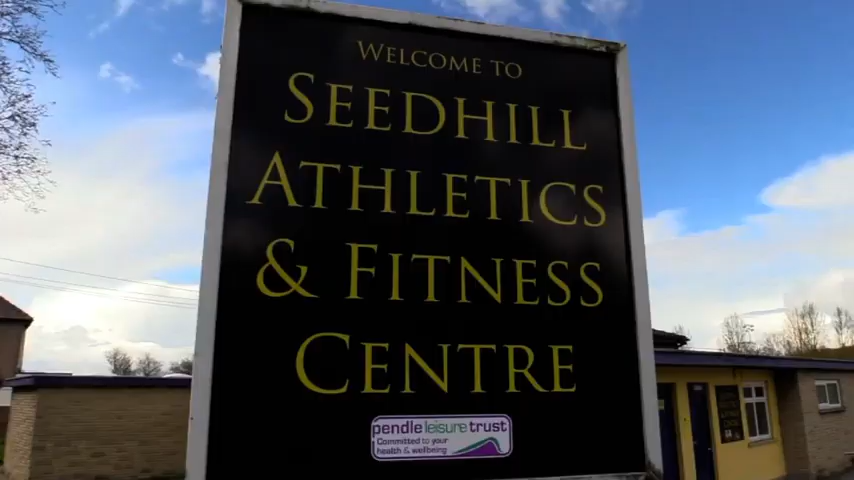 WELCOME TO
SEEDHILL
ATHLETICS
& FITNESS
CENTRE
pendle leisure trust
Committed to your
health & wellbeing